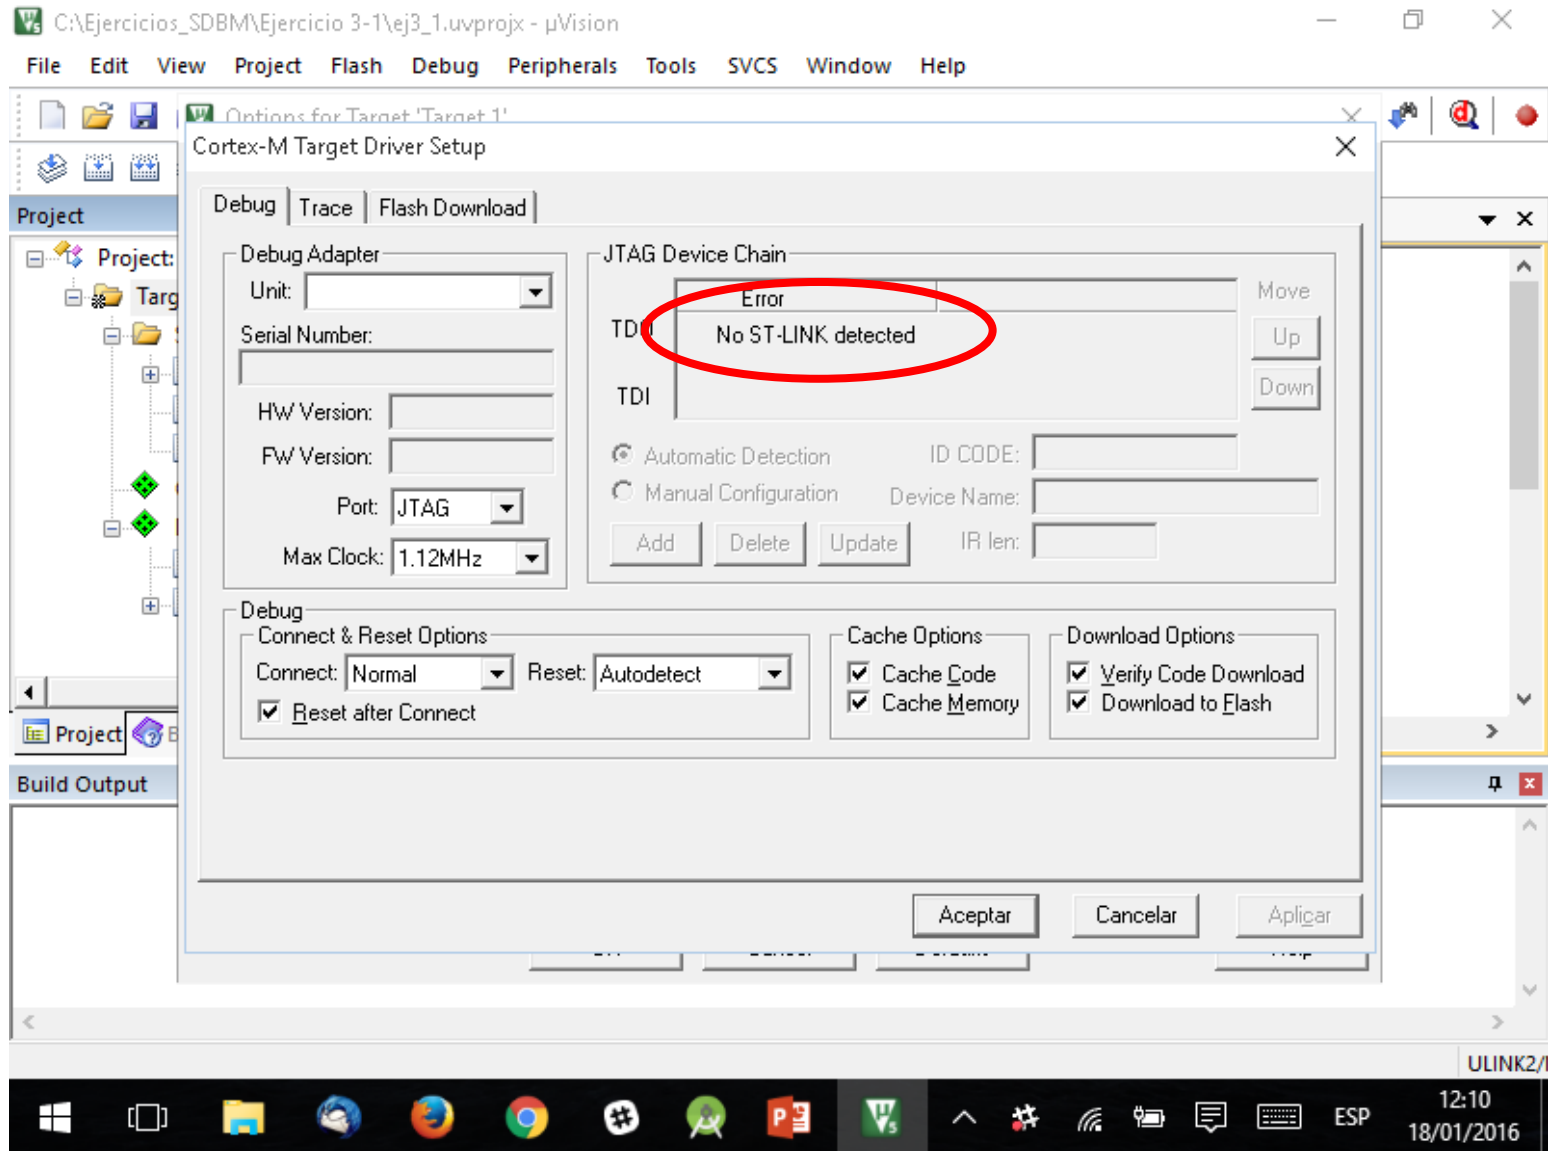 C:\Ejercicios_SDBM\Ejercicio 3-1\ej3_1.uvprojx - µVision
File Edit View Project Flash Debug Peripherals Tools SVCS Window Help
Options for Target 'Target 1'
Cortex-M Target Driver Setup
Debug Trace Flash Download
Project
Project:
Targ
Debug Adapter
Unit:
Serial Number:
HW Version:
FW Version:
Port: JTAG
Max Clock: 1.12MHz
JTAG Device Chain
Error
No ST-LINK detected
TDO
TDI
Move
Up
Down
Automatic Detection
Manual Configuration
ID CODE:
Device Name:
Add Delete Update
IR len:
Debug
Connect & Reset Options
Connect: Normal Reset: Autodetect
Reset after Connect
Cache Options
Cache Code
Cache Memory
Download Options
Verify Code Download
Download to Flash
Project
Build Output
Aceptar Cancelar Aplicar
ULINK2/
ESP
12:10
18/01/2016